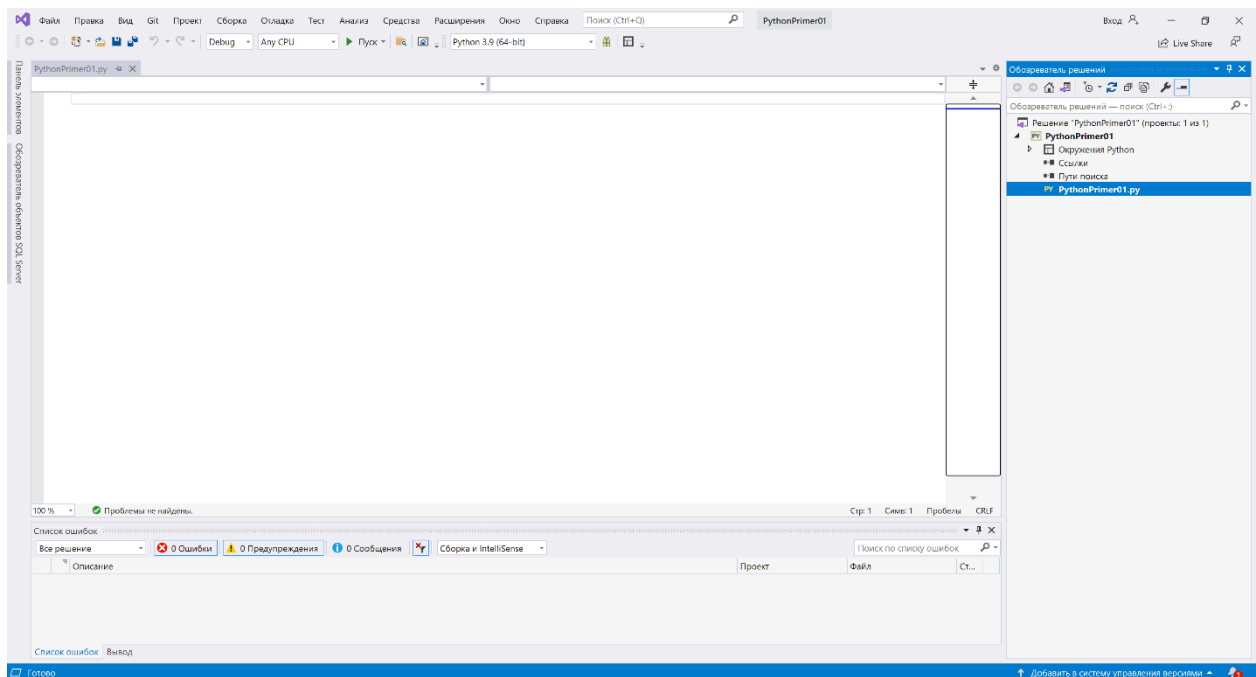 Файл Правка Вид Git Проект Сборка Отладка Тест Анализ Средства Расширения Окно Справка Поиск (Ctrl+Q) PythonPrimer01 Вход
Debug Any CPU Пуск Python 3.9 (64-bit) Live Share
Панель элементов
Обозреватель объектов SQL Server
PythonPrimer01.py
100 % Проблемы не найдены. Стр: 1 Симв: 1 Пробелы CRLF
Список ошибок
Все решение 0 Ошибки 0 Предупреждения 0 Сообщения Сборка и IntelliSense Поиск по списку ошибок
Описание Проект Файл Ст...
Список ошибок Вывод
Обозреватель решений
Обозреватель решений — поиск (Ctrl+;)
Решение "PythonPrimer01" (проекты: 1 из 1)
PY PythonPrimer01
Окружения Python
Ссылки
Пути поиска
PY PythonPrimer01.py
Готово Добавить в систему управления версиями 1